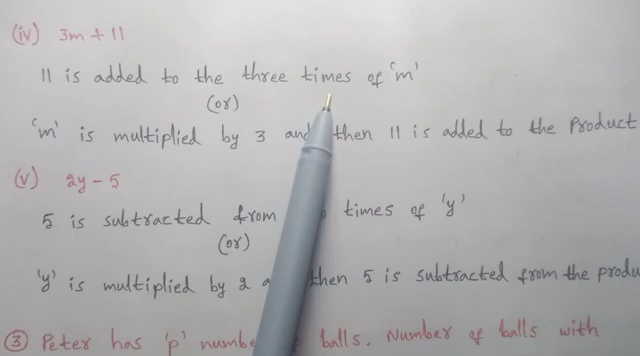 (iv) 3m + 11
11 is added to the three times of 'm'
(or)
'm' is multiplied by 3 and then 11 is added to the Product
(v) 2y - 5
5 is subtracted from times of 'y'
(or)
'y' is multiplied by 2 then 5 is subtracted from the produ
(3) Peter has 'p' numbe balls. Number of balls with